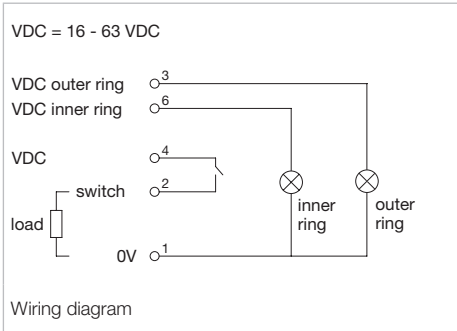 VDC = 16 - 63 VDC
VDC outer ring 3
VDC inner ring 6
VDC 4
switch 2
load
inner ring
outer ring
0V 1
Wiring diagram